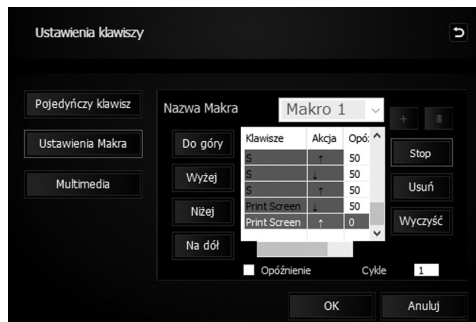 Ustawienia klawiszy
Pojedyńczy klawisz
Ustawienia Makra
Multimedia
Nazwa Makra
Makro 1
Do góry
Wyżej
Niżej
Na dół
Klawisze Akcja Opó:
S ↑ 50
S ↓ 50
S ↑ 50
Print Screen ↓ 50
Print Screen ↑ 0
Stop
Usuń
Wyczyść
Opóźnienie Cykle 1
OK Anuluj